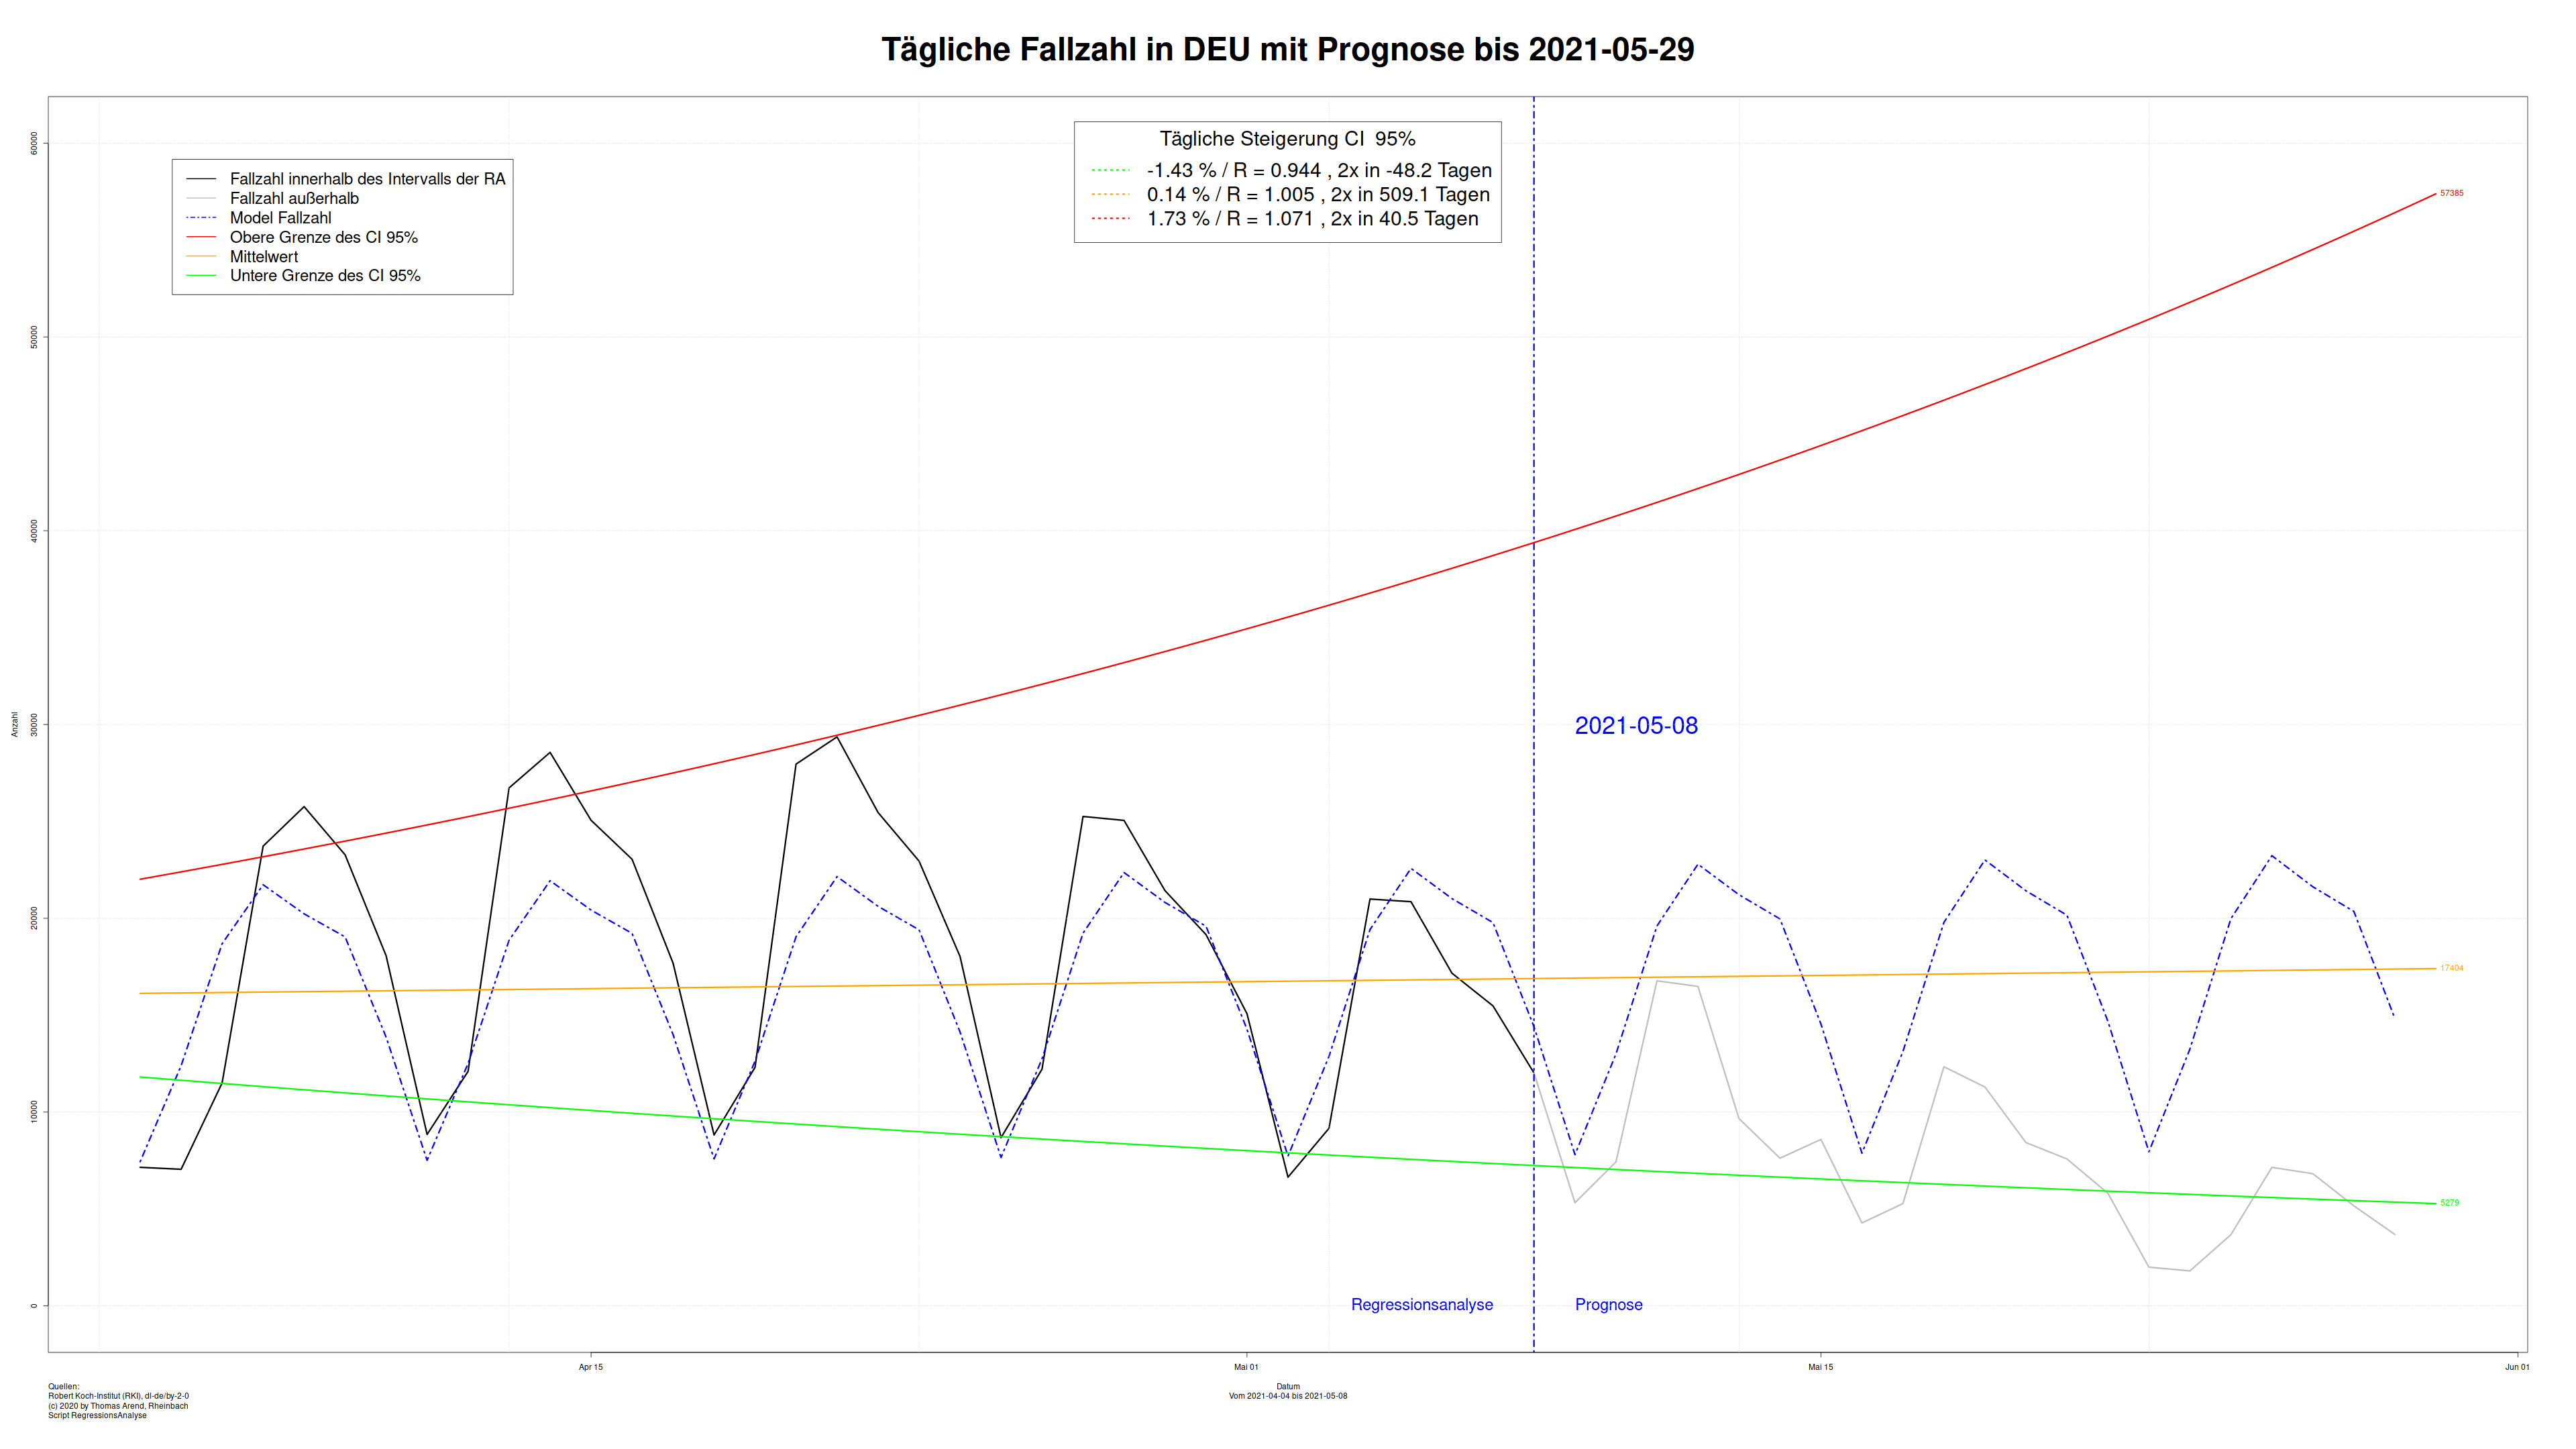 Tägliche Fallzahl in DEU mit Prognose bis 2021-05-29
Fallzahl innerhalb des Intervalls der RA
Fallzahl außerhalb
Model Fallzahl
Obere Grenze des CI 95%
Mittelwert
Untere Grenze des CI 95%
Tägliche Steigerung CI  95%
-1.43 % / R = 0.944 , 2x in -48.2 Tagen
0.14 % / R = 1.005 , 2x in 509.1 Tagen
1.73 % / R = 1.071 , 2x in 40.5 Tagen
57385
2021-05-08
17404
5279
Regressionsanalyse
Prognose
Anzahl
60000
50000
40000
30000
20000
10000
0
Apr 15
Mai 01
Mai 15
Jun 01
Datum
Vom 2021-04-04 bis 2021-05-08
Quellen:
Robert Koch-Institut (RKI), dl-de/by-2-0
(c) 2020 by Thomas Arend, Rheinbach
Script RegressionsAnalyse